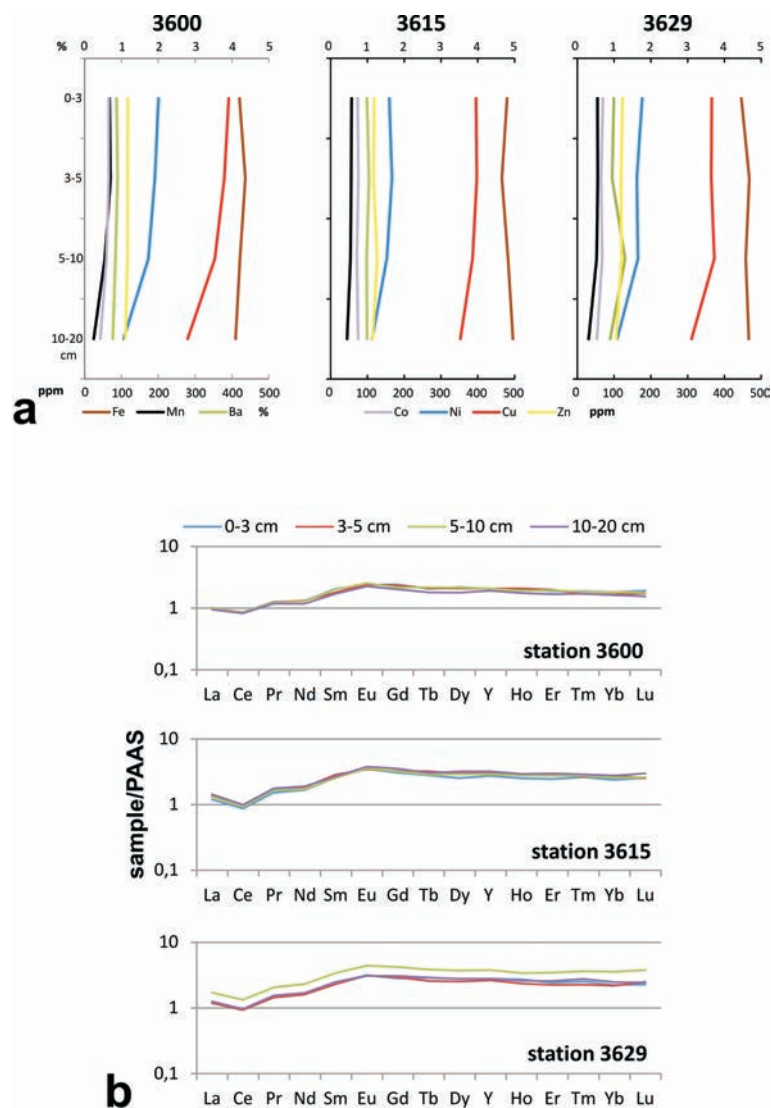 3600 3615 3629
% 0 1 2 3 4 5 0 1 2 3 4 5 0 1 2 3 4 5
0-3
3-5
5-10
10-20
cm
ppm 0 100 200 300 400 500 0 100 200 300 400 500 0 100 200 300 400 500
a Fe Mn Ba % Co Ni Cu Zn ppm
0-3 cm 3-5 cm 5-10 cm 10-20 cm
10
1
station 3600
0,1
La Ce Pr Nd Sm Eu Gd Tb Dy Y Ho Er Tm Yb Lu
sample/PAAS
10
1
station 3615
0,1
La Ce Pr Nd Sm Eu Gd Tb Dy Y Ho Er Tm Yb Lu
10
1
station 3629
0,1
b La Ce Pr Nd Sm Eu Gd Tb Dy Y Ho Er Tm Yb Lu